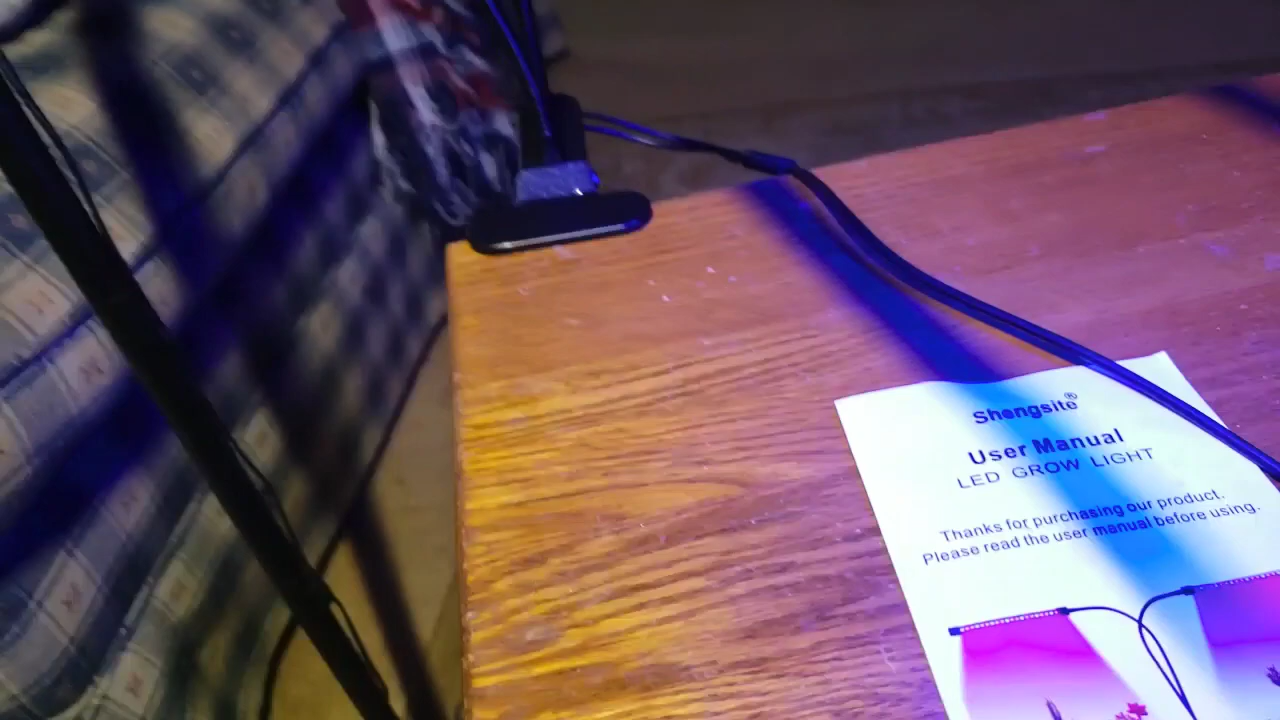 Shengsite®
User Manual
LED GROW LIGHT
Thanks for purchasing our product.
Please read the user manual before using.